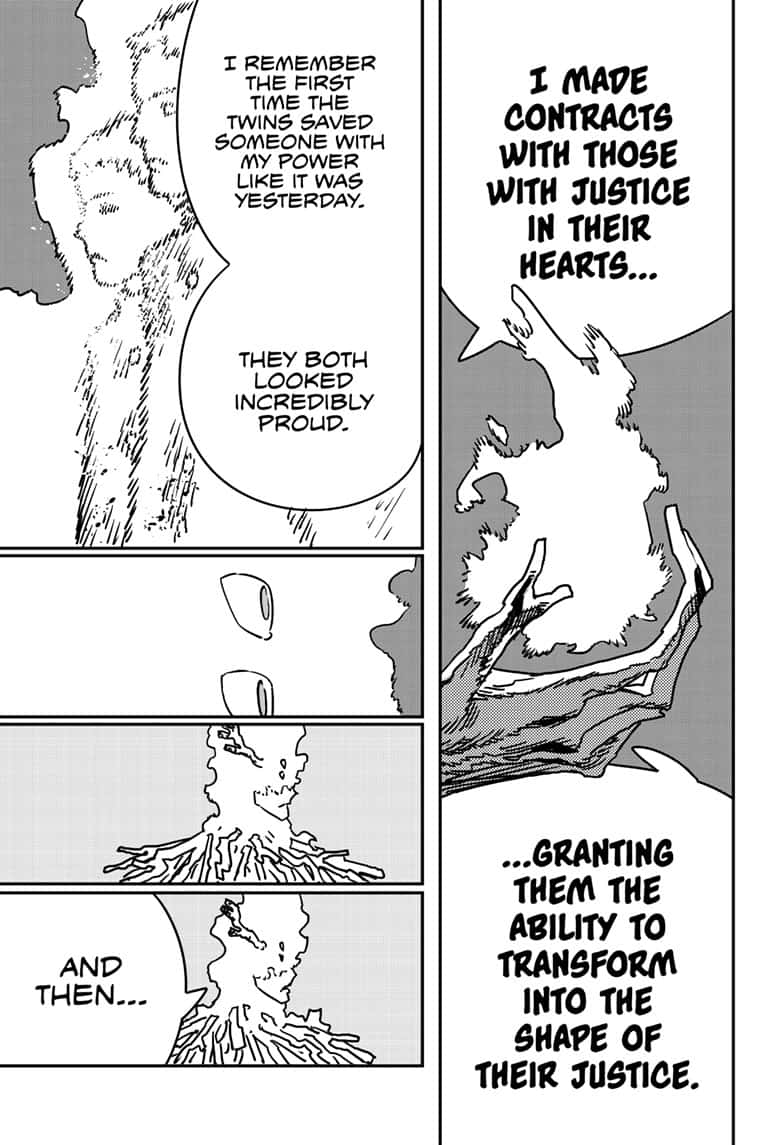 I MADE
CONTRACTS
WITH THOSE
WITH JUSTICE
IN THEIR
HEARTS...
...GRANTING
THEM THE
ABILITY TO
TRANSFORM
INTO THE
SHAPE OF
THEIR JUSTICE.
I REMEMBER
THE FIRST
TIME THE
TWINS SAVED
SOMEONE WITH
MY POWER
LIKE IT WAS
YESTERDAY.
THEY BOTH
LOOKED
INCREDIBLY
PROUD.
AND
THEN...